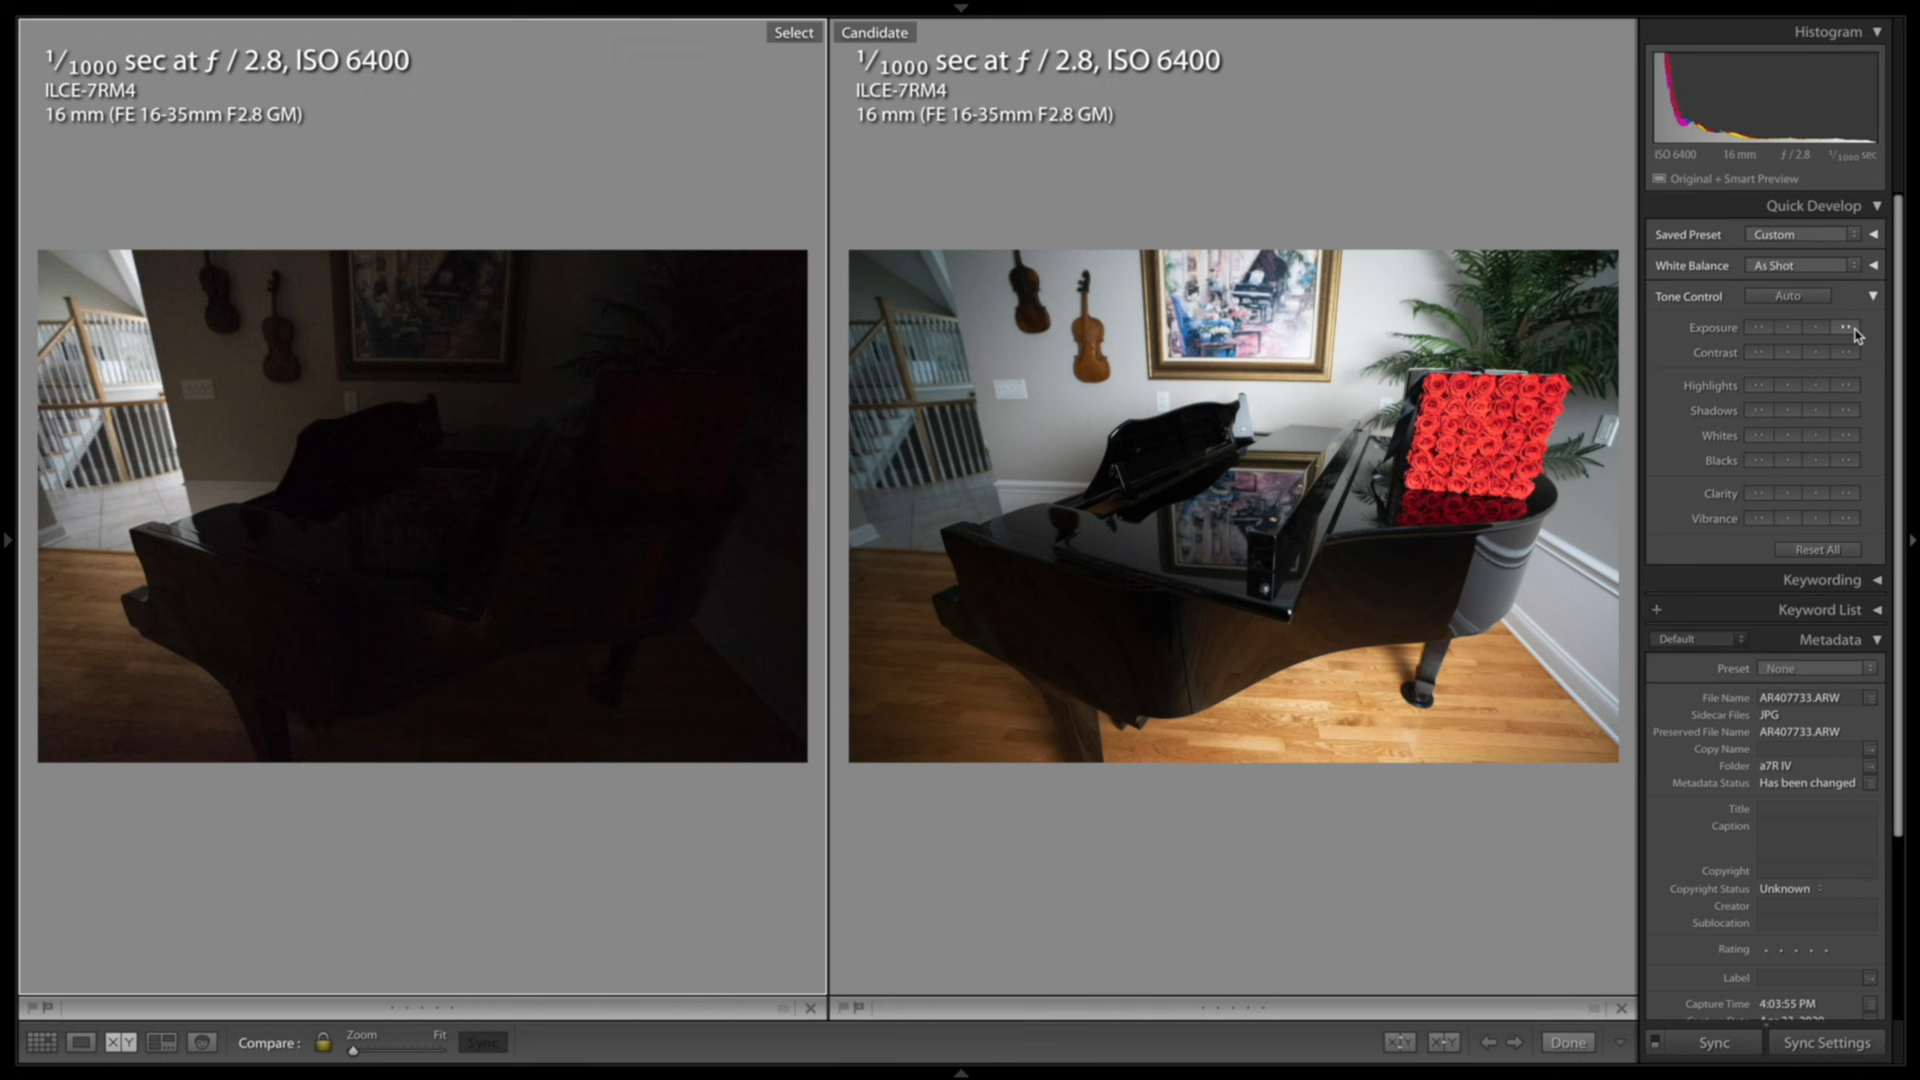 Select
1/1000 sec at ƒ / 2.8, ISO 6400
ILCE-7RM4
16 mm (FE 16-35mm F2.8 GM)
Candidate
1/1000 sec at ƒ / 2.8, ISO 6400
ILCE-7RM4
16 mm (FE 16-35mm F2.8 GM)
Histogram
ISO 6400 16 mm ƒ / 2.8 1/1000 sec
Original + Smart Preview
Quick Develop
Saved Preset Custom
White Balance As Shot
Tone Control Auto
Exposure
Contrast
Highlights
Shadows
Whites
Blacks
Clarity
Vibrance
Reset All
Keywording
+ Keyword List
Default Metadata
Preset None
File Name AR407733.ARW
Sidecar Files JPG
Preserved File Name AR407733.ARW
Copy Name
Folder a7R IV
Metadata Status Has been changed
Title
Caption
Copyright
Copyright Status Unknown
Creator
Sublocation
Rating
Label
Capture Time 4:03:55 PM
Compare : Zoom Fit Sync
X Y
Done
Sync Sync Settings